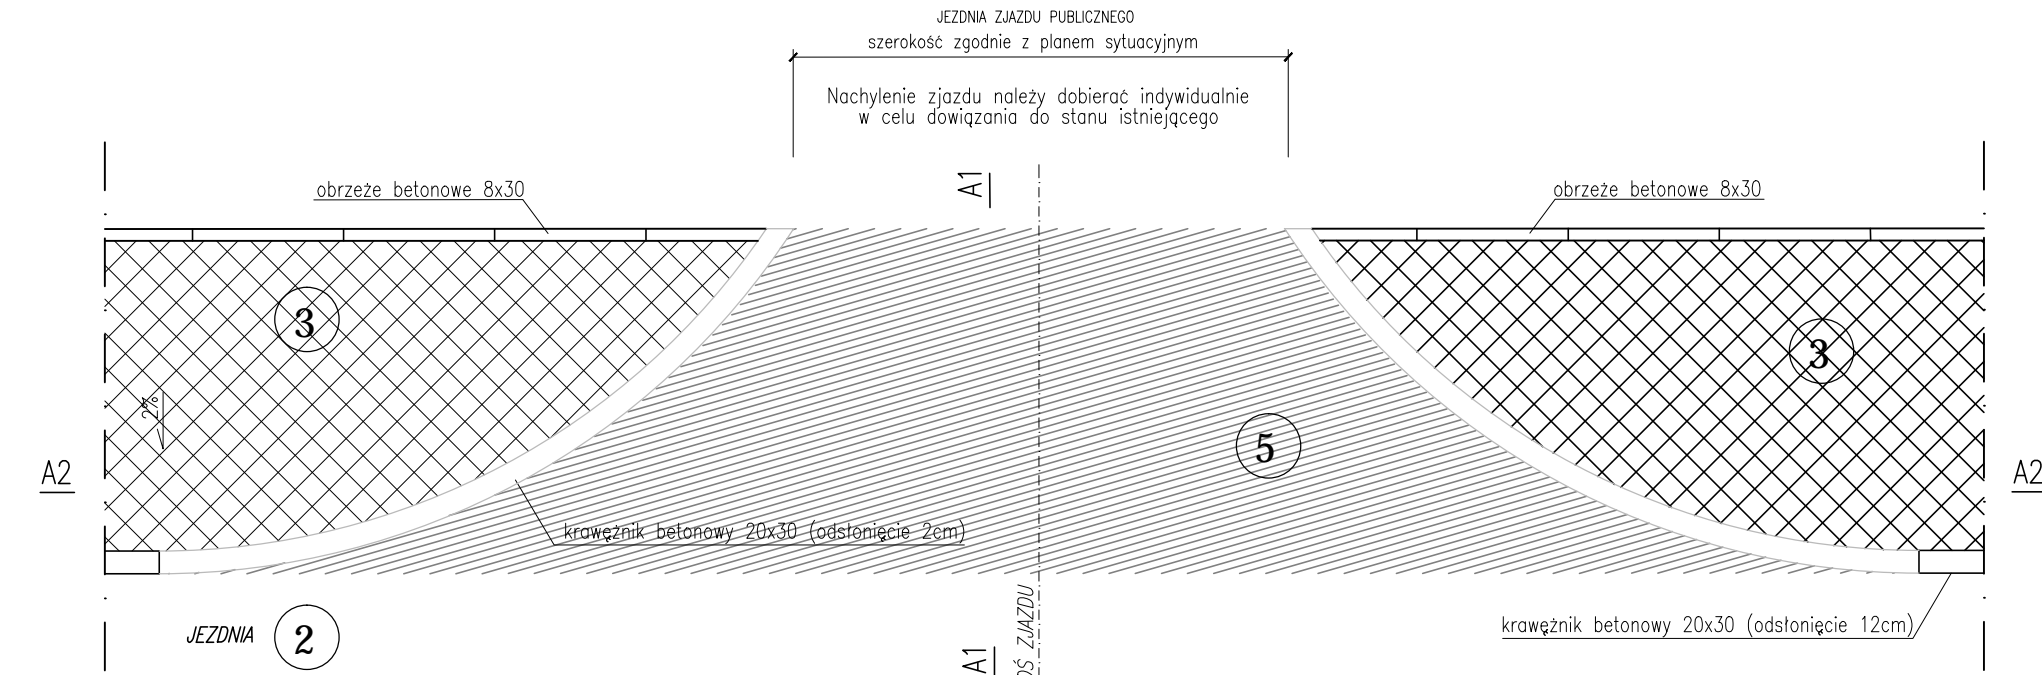 JEZDNIA ZJAZDU PUBLICZNEGO
szerokość zgodnie z planem sytuacyjnym
Nachylenie zjazdu należy dobierać indywidualnie
w celu dowiązania do stanu istniejącego
A1
obrzeże betonowe 8x30
obrzeże betonowe 8x30
3
3
2%
5
A2
A2
krawężnik betonowy 20x30 (odsłonięcie 2cm)
krawężnik betonowy 20x30 (odsłonięcie 12cm)
JEZDNIA
2
A1
OŚ ZJAZDU